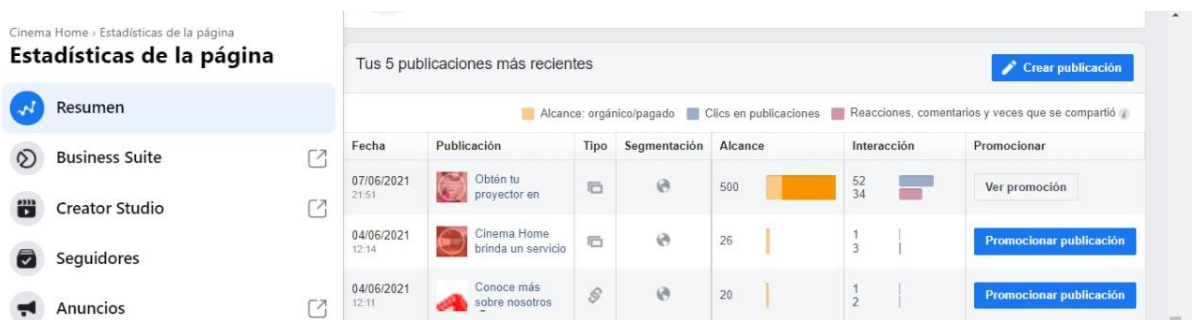 Cinema Home › Estadísticas de la página
Estadísticas de la página
Resumen
Business Suite
Creator Studio
Seguidores
Anuncios
Tus 5 publicaciones más recientes
Crear publicación
Alcance: orgánico/pagado Clics en publicaciones Reacciones, comentarios y veces que se compartió i
Fecha Publicación Tipo Segmentación Alcance Interacción Promocionar
07/06/2021
21:51
Obtén tu
proyector en
500
52
34
Ver promoción
04/06/2021
12:14
Cinema Home
brinda un servicio
26
1
3
Promocionar publicación
04/06/2021
12:11
Conoce más
sobre nosotros
20
1
2
Promocionar publicación